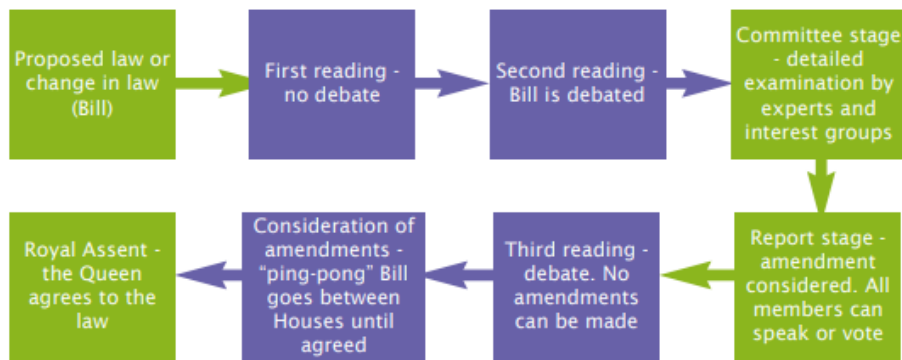 Proposed law or
change in law
(Bill)
First reading -
no debate
Second reading -
Bill is debated
Committee stage
- detailed
examination by
experts and
interest groups
Report stage -
amendment
considered. All
members can
speak or vote
Third reading -
debate. No
amendments
can be made
Consideration of
amendments -
“ping-pong” Bill
goes between
Houses until
agreed
Royal Assent -
the Queen
agrees to the
law